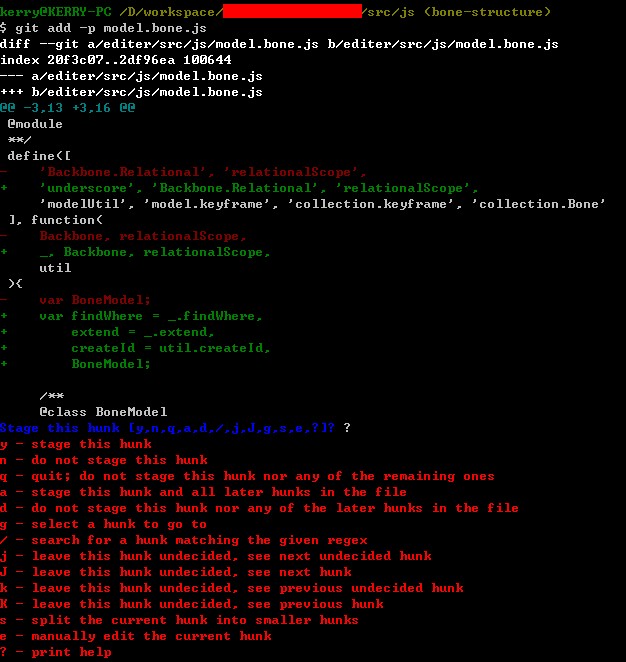 kerry@KERRY-PC /D/workspace/ /src/js (bone-structure)
$ git add -p model.bone.js
diff --git a/editer/src/js/model.bone.js b/editer/src/js/model.bone.js
index 20f3c07..2df96ea 100644
--- a/editer/src/js/model.bone.js
+++ b/editer/src/js/model.bone.js
@@ -3,13 +3,16 @@
 @module
 **/
 define([
-    'Backbone.Relational', 'relationalScope',
+    'underscore', 'Backbone.Relational', 'relationalScope',
     'modelUtil', 'model.keyframe', 'collection.keyframe', 'collection.Bone'
 ], function(
-    Backbone, relationalScope,
+    _, Backbone, relationalScope,
     util
 ){
-    var BoneModel;
+    var findWhere = _.findWhere,
+        extend = _.extend,
+        createId = util.createId,
+        BoneModel;

     /**
     @class BoneModel
Stage this hunk [y,n,q,a,d,/,j,J,g,s,e,?]? ?
y - stage this hunk
n - do not stage this hunk
q - quit; do not stage this hunk nor any of the remaining ones
a - stage this hunk and all later hunks in the file
d - do not stage this hunk nor any of the later hunks in the file
g - select a hunk to go to
/ - search for a hunk matching the given regex
j - leave this hunk undecided, see next undecided hunk
J - leave this hunk undecided, see next hunk
k - leave this hunk undecided, see previous undecided hunk
K - leave this hunk undecided, see previous hunk
s - split the current hunk into smaller hunks
e - manually edit the current hunk
? - print help